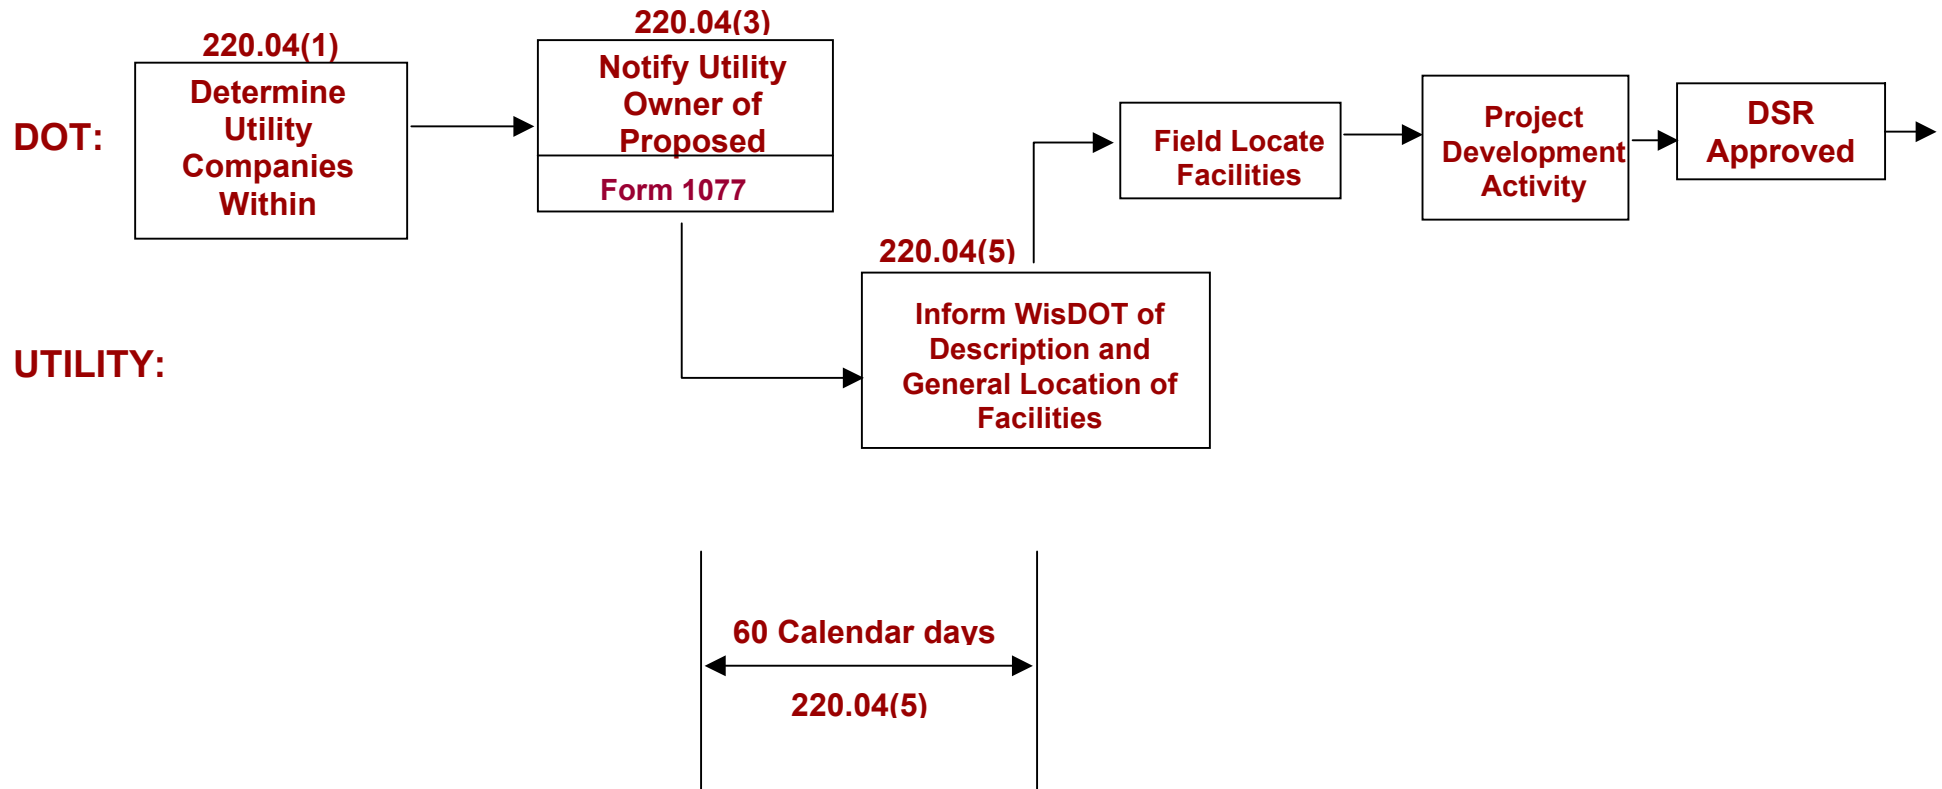 220.04(1)
Determine
Utility
Companies
Within
220.04(3)
Notify Utility
Owner of
Proposed
Form 1077
DOT:
Field Locate
Facilities
Project
Development
Activity
DSR
Approved
220.04(5)
Inform WisDOT of
Description and
General Location of
Facilities
UTILITY:
60 Calendar days
220.04(5)